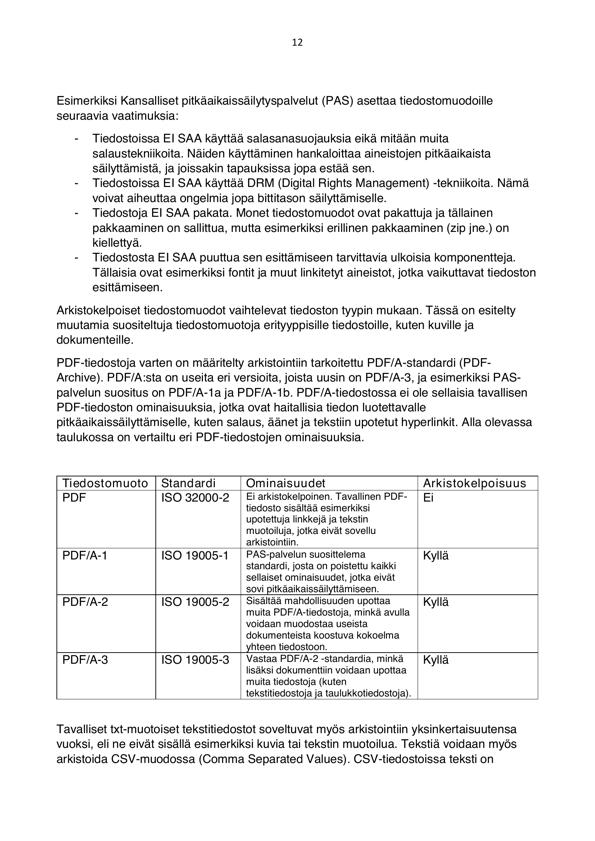 12
Esimerkiksi Kansalliset pitkäaikaissäilytyspalvelut (PAS) asettaa tiedostomuodoille
seuraavia vaatimuksia:
- Tiedostoissa EI SAA käyttää salasanasuojauksia eikä mitään muita
salaustekniikoita. Näiden käyttäminen hankaloittaa aineistojen pitkäaikaista
säilyttämistä, ja joissakin tapauksissa jopa estää sen.
- Tiedostoissa EI SAA käyttää DRM (Digital Rights Management) -tekniikoita. Nämä
voivat aiheuttaa ongelmia jopa bittitason säilyttämiselle.
- Tiedostoja EI SAA pakata. Monet tiedostomuodot ovat pakattuja ja tällainen
pakkaaminen on sallittua, mutta esimerkiksi erillinen pakkaaminen (zip jne.) on
kiellettyä.
- Tiedostosta EI SAA puuttua sen esittämiseen tarvittavia ulkoisia komponentteja.
Tällaisia ovat esimerkiksi fontit ja muut linkitetyt aineistot, jotka vaikuttavat tiedoston
esittämiseen.
Arkistokelpoiset tiedostomuodot vaihtelevat tiedoston tyypin mukaan. Tässä on esitelty
muutamia suositeltuja tiedostomuotoja erityyppisille tiedostoille, kuten kuville ja
dokumenteille.
PDF-tiedostoja varten on määritelty arkistointiin tarkoitettu PDF/A-standardi (PDF-
Archive). PDF/A:sta on useita eri versioita, joista uusin on PDF/A-3, ja esimerkiksi PAS-
palvelun suositus on PDF/A-1a ja PDF/A-1b. PDF/A-tiedostossa ei ole sellaisia tavallisen
PDF-tiedoston ominaisuuksia, jotka ovat haitallisia tiedon luotettavalle
pitkäaikaissäilyttämiselle, kuten salaus, äänet ja tekstiin upotetut hyperlinkit. Alla olevassa
taulukossa on vertailtu eri PDF-tiedostojen ominaisuuksia.
Tiedostomuoto Standardi Ominaisuudet Arkistokelpoisuus
PDF ISO 32000-2 Ei arkistokelpoinen. Tavallinen PDF- Ei
tiedosto sisältää esimerkiksi
upotettuja linkkejä ja tekstin
muotoiluja, jotka eivät sovellu
arkistointiin.
PDF/A-1 ISO 19005-1 PAS-palvelun suosittelema Kyllä
standardi, josta on poistettu kaikki
sellaiset ominaisuudet, jotka eivät
sovi pitkäaikaissäilyttämiseen.
PDF/A-2 ISO 19005-2 Sisältää mahdollisuuden upottaa Kyllä
muita PDF/A-tiedostoja, minkä avulla
voidaan muodostaa useista
dokumenteista koostuva kokoelma
yhteen tiedostoon.
PDF/A-3 ISO 19005-3 Vastaa PDF/A-2 -standardia, minkä Kyllä
lisäksi dokumenttiin voidaan upottaa
muita tiedostoja (kuten
tekstitiedostoja ja taulukkotiedostoja).
Tavalliset txt-muotoiset tekstitiedostot soveltuvat myös arkistointiin yksinkertaisuutensa
vuoksi, eli ne eivät sisällä esimerkiksi kuvia tai tekstin muotoilua. Tekstiä voidaan myös
arkistoida CSV-muodossa (Comma Separated Values). CSV-tiedostoissa teksti on